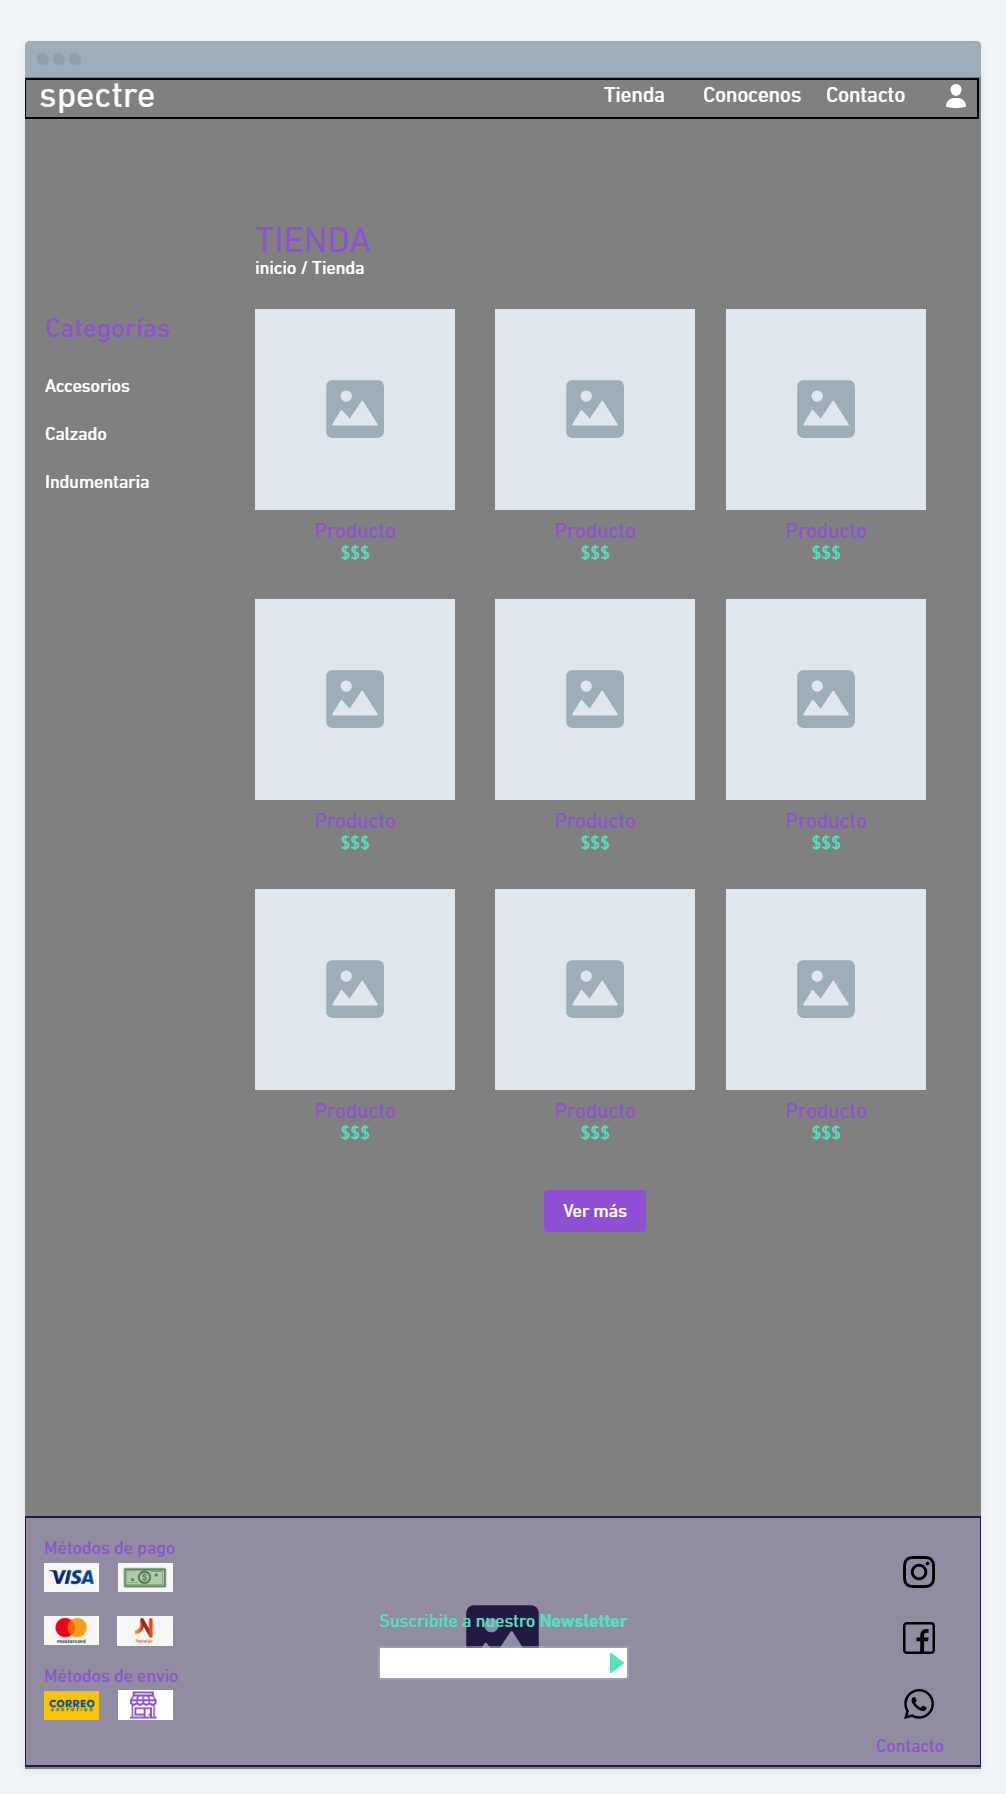 spectre
Tienda Conocenos Contacto
TIENDA
inicio / Tienda
Categorías
Accesorios
Calzado
Indumentaria
Producto Producto Producto
$$$ $$$ $$$
Producto Producto Producto
$$$ $$$ $$$
Producto Producto Producto
$$$ $$$ $$$
Ver más
Métodos de pago
VISA
$
mastercard
Naranja
Métodos de envio
CORREO
ARGENTINO
Suscribite a nuestro Newsletter
Contacto